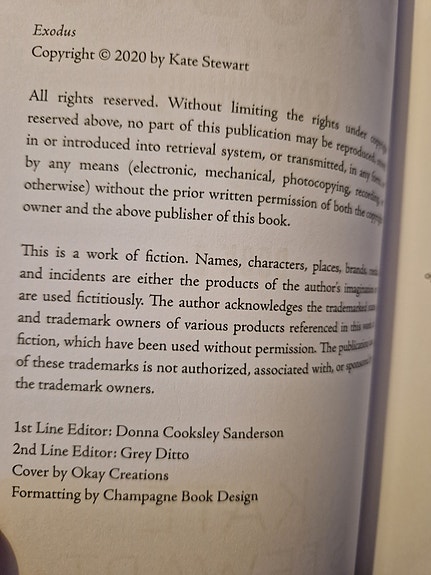 Exodus
Copyright © 2020 by Kate Stewart
All rights reserved. Without limiting the rights under
reserved above, no part of this publication may be reproduced,
in or introduced into retrieval system, or transmitted, in any form,
by any means (electronic, mechanical, photocopying, recording,
otherwise) without the prior written permission of both the
owner and the above publisher of this book.
This is a work of fiction. Names, characters, places, brands,
and incidents are either the products of the author's imagination
are used fictitiously. The author acknowledges the trademarked
and trademark owners of various products referenced in this
fiction, which have been used without permission. The publication
of these trademarks is not authorized, associated with, or
the trademark owners.
1st Line Editor: Donna Cooksley Sanderson
2nd Line Editor: Grey Ditto
Cover by Okay Creations
Formatting by Champagne Book Design